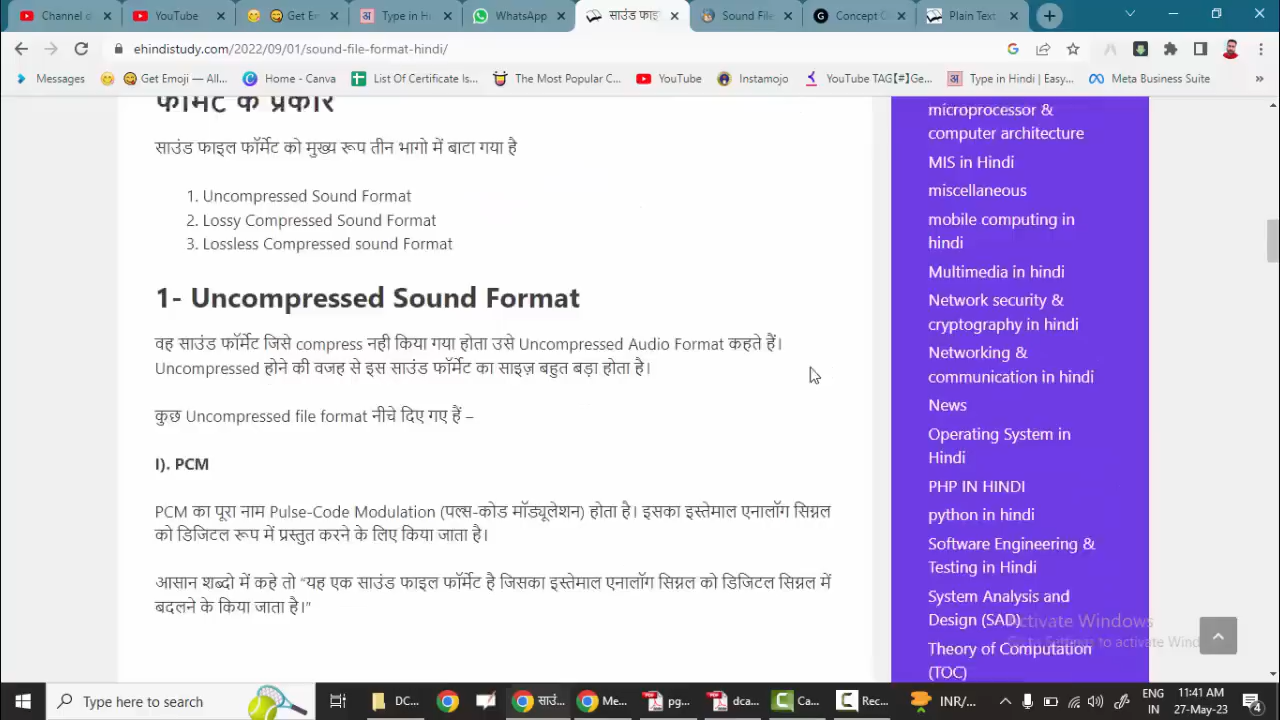 Channel d
YouTube
Get Em
Type in H
WhatsApp
साउंड फाइ
Sound File
Concept O
Plain Text
ehindistudy.com/2022/09/01/sound-file-format-hindi/
Messages
Get Emoji — All...
Home - Canva
List Of Certificate Is...
The Most Popular C...
YouTube
Instamojo
YouTube TAG【#】Ge...
Type in Hindi | Easy...
Meta Business Suite
»
फॉर्मेट के प्रकार
साउंड फाइल फॉर्मेट को मुख्य रूप तीन भागो में बाटा गया है
1. Uncompressed Sound Format
2. Lossy Compressed Sound Format
3. Lossless Compressed sound Format
1- Uncompressed Sound Format
वह साउंड फॉर्मेट जिसे compress नही किया गया होता उसे Uncompressed Audio Format कहते हैं।
Uncompressed होने की वजह से इस साउंड फॉर्मेट का साइज़ बहुत बड़ा होता है।
कुछ Uncompressed file format नीचे दिए गए हैं –
I). PCM
PCM का पूरा नाम Pulse-Code Modulation (पल्स-कोड मॉड्यूलेशन) होता है। इसका इस्तेमाल एनालॉग सिग्नल
को डिजिटल रूप में प्रस्तुत करने के लिए किया जाता है।
आसान शब्दो में कहे तो “यह एक साउंड फाइल फॉर्मेट है जिसका इस्तेमाल एनालॉग सिग्नल को डिजिटल सिग्नल में
बदलने के किया जाता है।”
microprocessor &
computer architecture
MIS in Hindi
miscellaneous
mobile computing in
hindi
Multimedia in hindi
Network security &
cryptography in hindi
Networking &
communication in hindi
News
Operating System in
Hindi
PHP IN HINDI
python in hindi
Software Engineering &
Testing in Hindi
System Analysis and
Design (SAD)
Theory of Computation
(TOC)
Activate Windows
Go to Settings to activate Wind
Type here to search
DC...
साउं...
Me...
pg...
dca...
Ca...
Rec...
INR/...
ENG
IN
11:41 AM
27-May-23
4